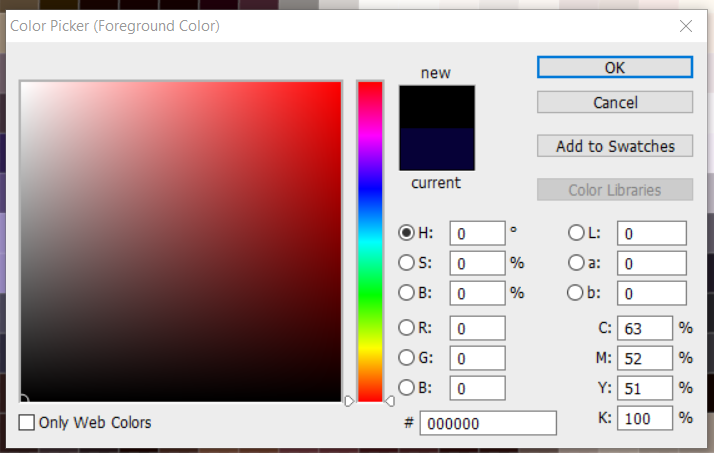 Color Picker (Foreground Color)
new
current
OK
Cancel
Add to Swatches
Color Libraries
H: 0 °
S: 0 %
B: 0 %
R: 0
G: 0
B: 0
L: 0
a: 0
b: 0
C: 63 %
M: 52 %
Y: 51 %
K: 100 %
# 000000
Only Web Colors